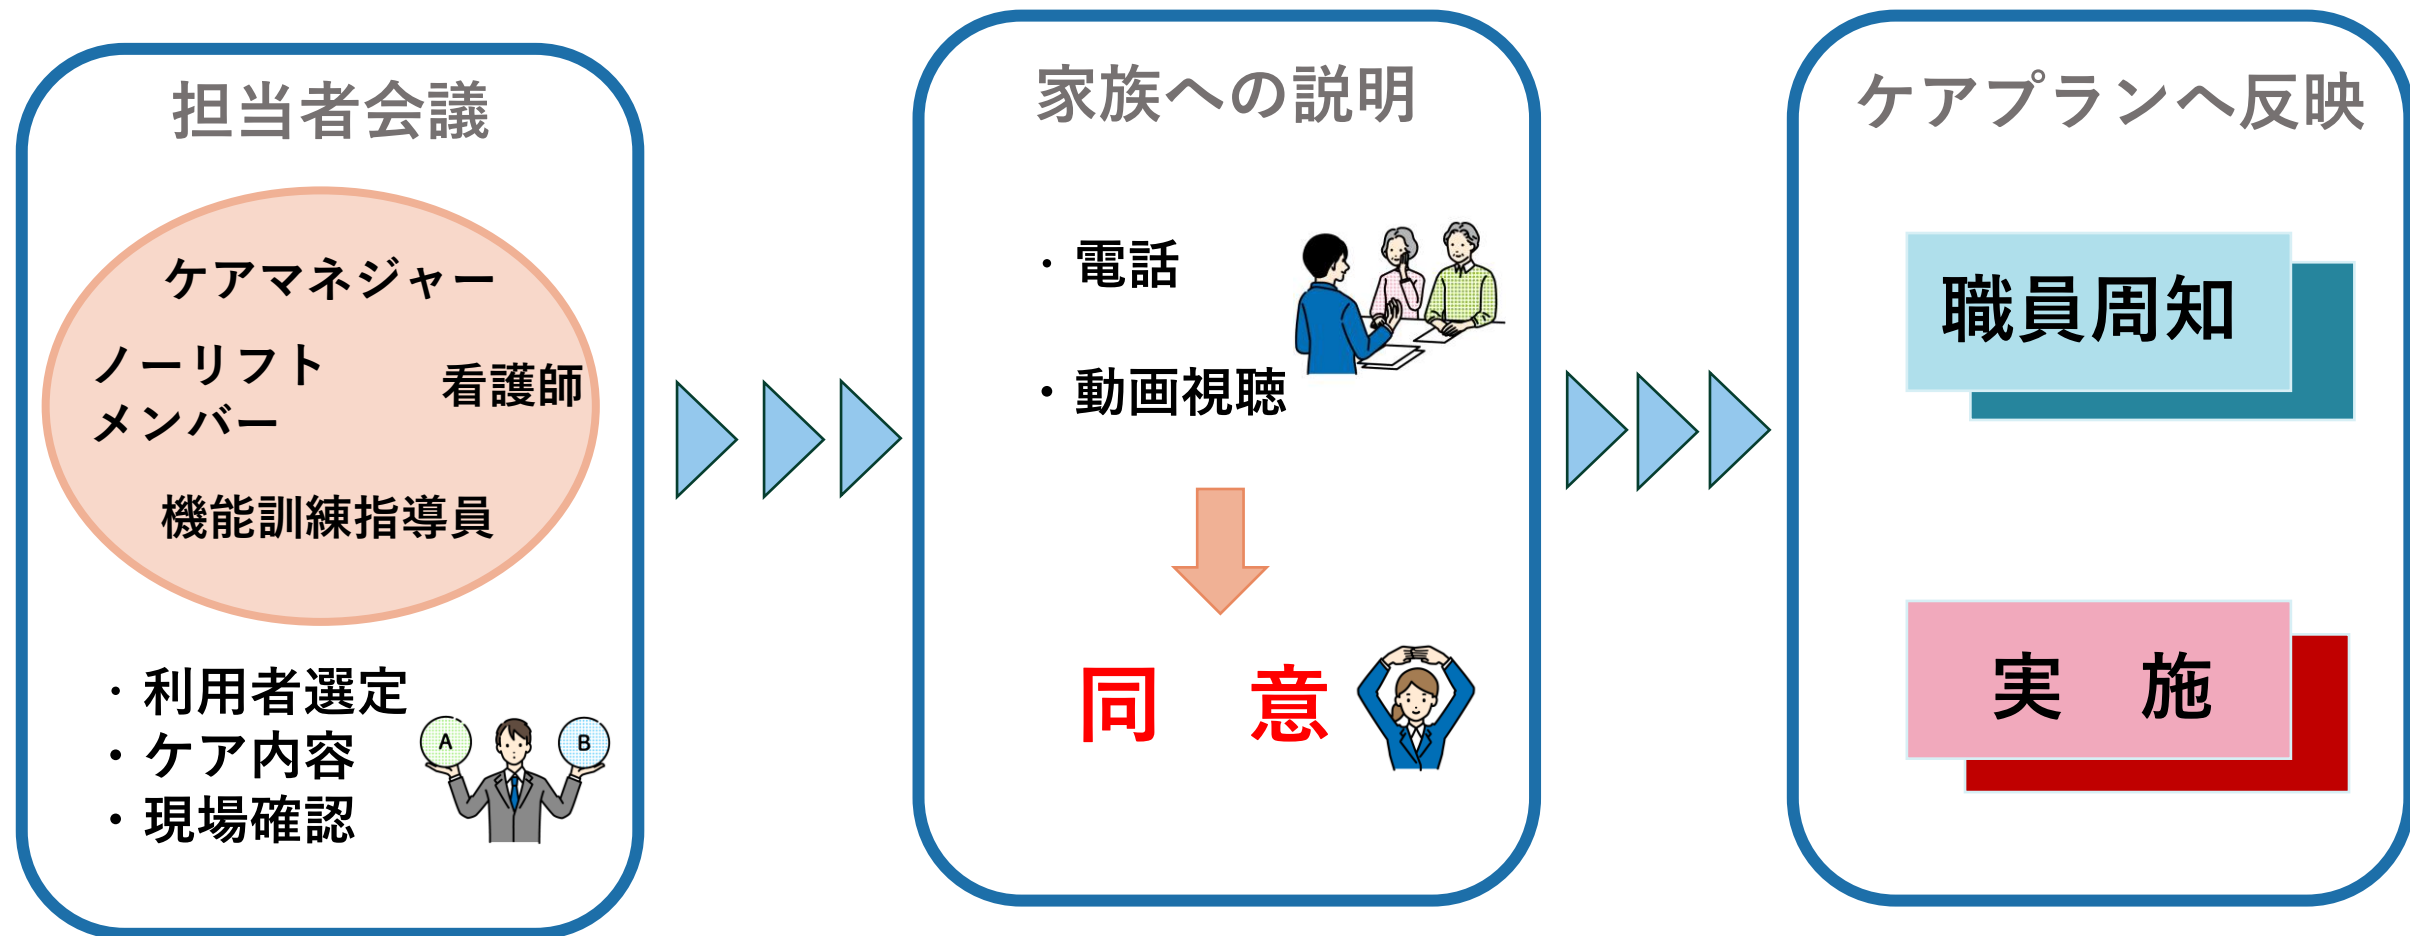 担当者会議
ケアマネジャー
ノーリフト
メンバー
看護師
機能訓練指導員
・利用者選定
・ケア内容
・現場確認
A
B
家族への説明
・電話
・動画視聴
同　意
ケアプランへ反映
職員周知
実　施